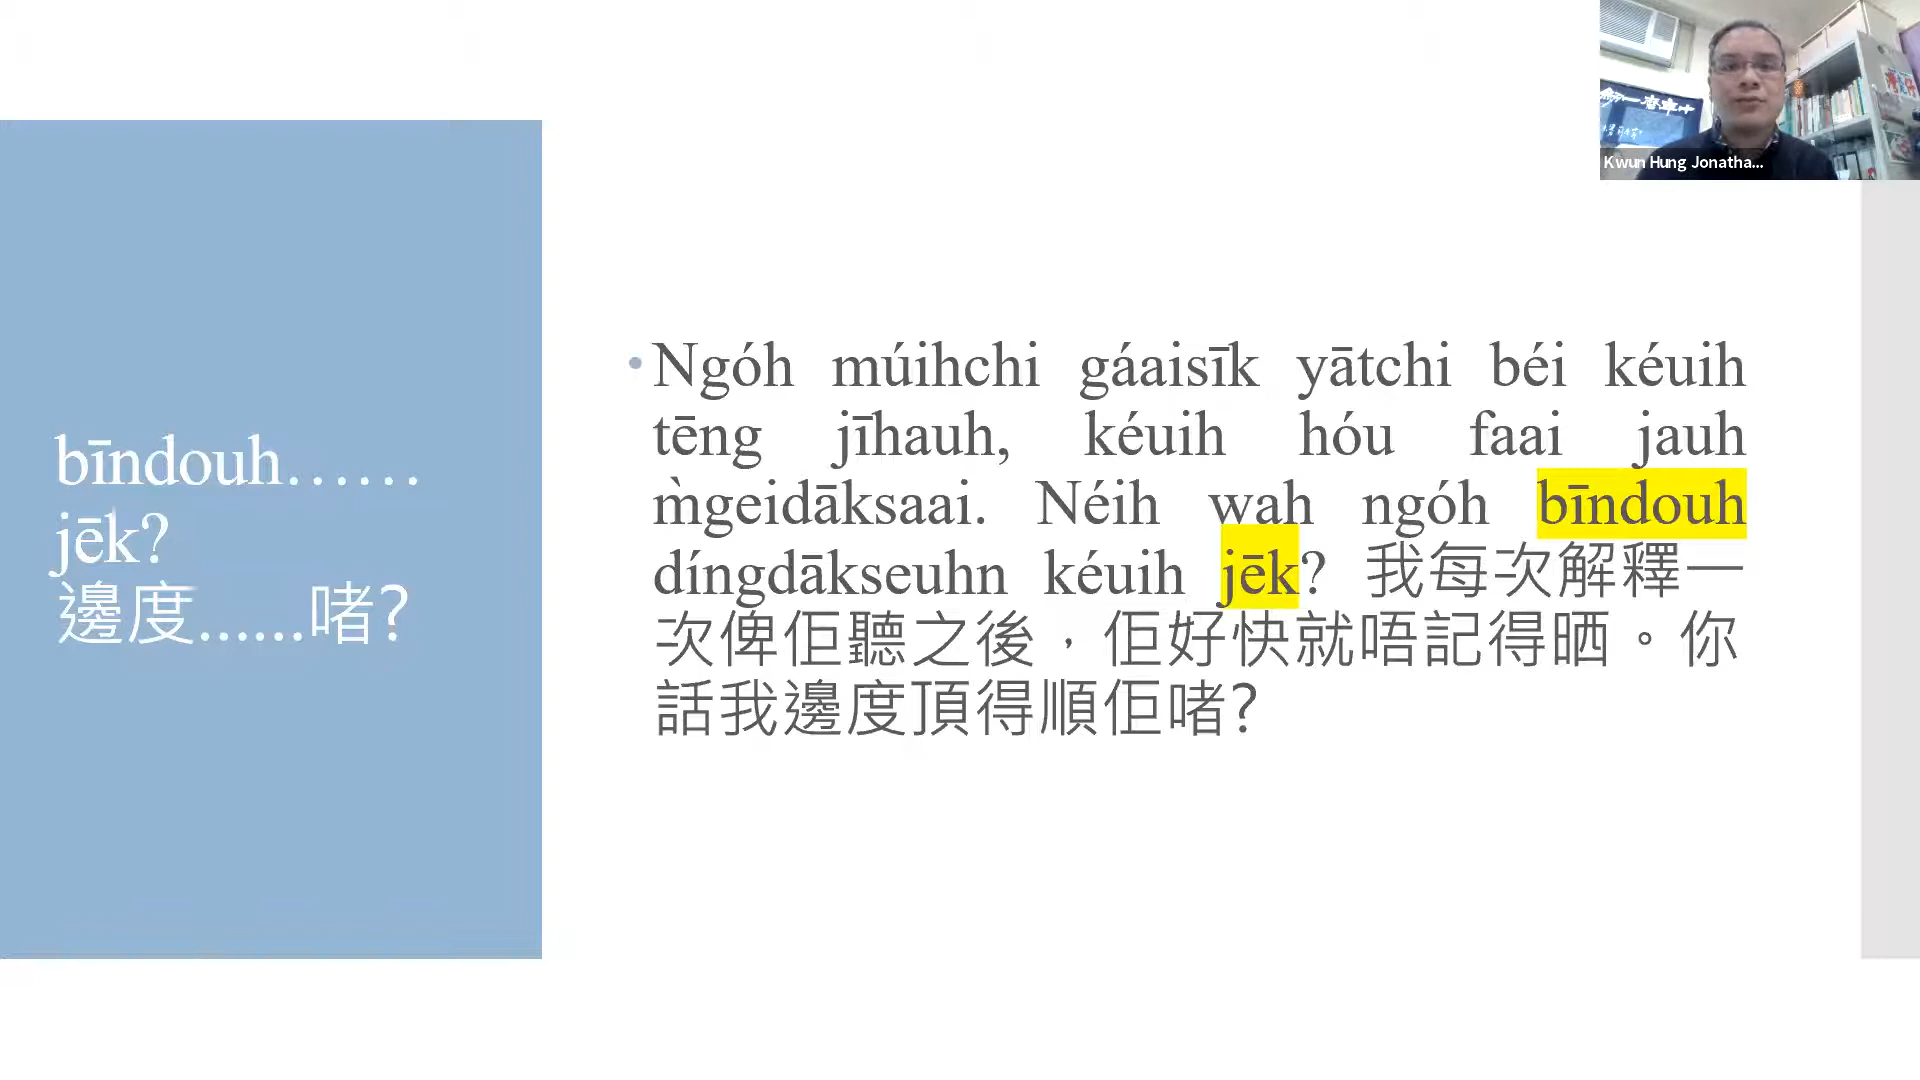 bīndouh……
jēk?
邊度......啫?
• Ngóh múihchi gáaisīk yātchi béi kéuih
tēng jīhauh, kéuih hóu faai jauh
m̀geidāksaai. Néih wah ngóh bīndouh
díngdākseuhn kéuih jēk? 我每次解釋一
次俾佢聽之後，佢好快就唔記得晒。你
話我邊度頂得順佢啫?
Kwun Hung Jonatha...